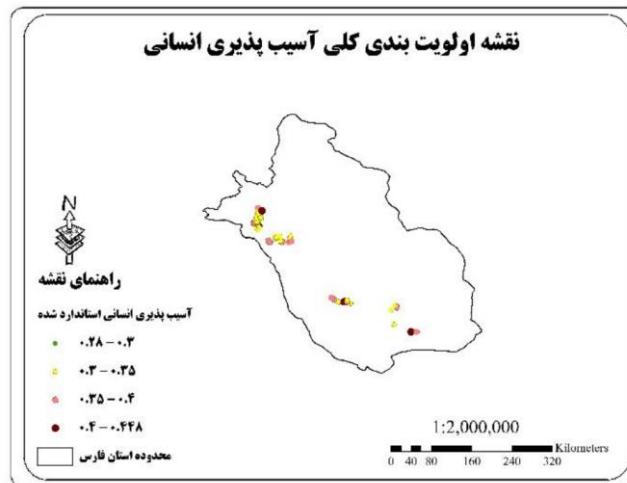 نقشه اولویت بندی کلی آسیب پذیری انسانی
N
راهنمای نقشه
آسیب پذیری انسانی استاندارد شده
۰.۲۸ – ۰.۳
۰.۳ – ۰.۳۵
۰.۳۵ – ۰.۴
۰.۴ – ۰.۴۴۸
محدوده استان فارس
1:2,000,000
Kilometers
0 40 80 160 240 320